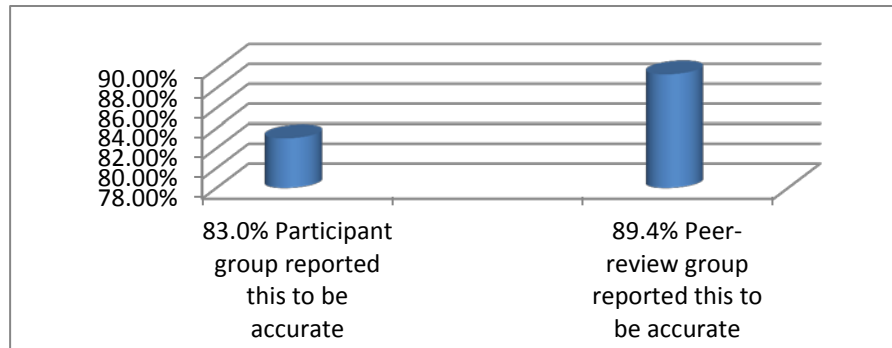 90.00%
88.00%
86.00%
84.00%
82.00%
80.00%
78.00%
83.0% Participant
group reported
this to be
accurate
89.4% Peer-
review group
reported this to
be accurate